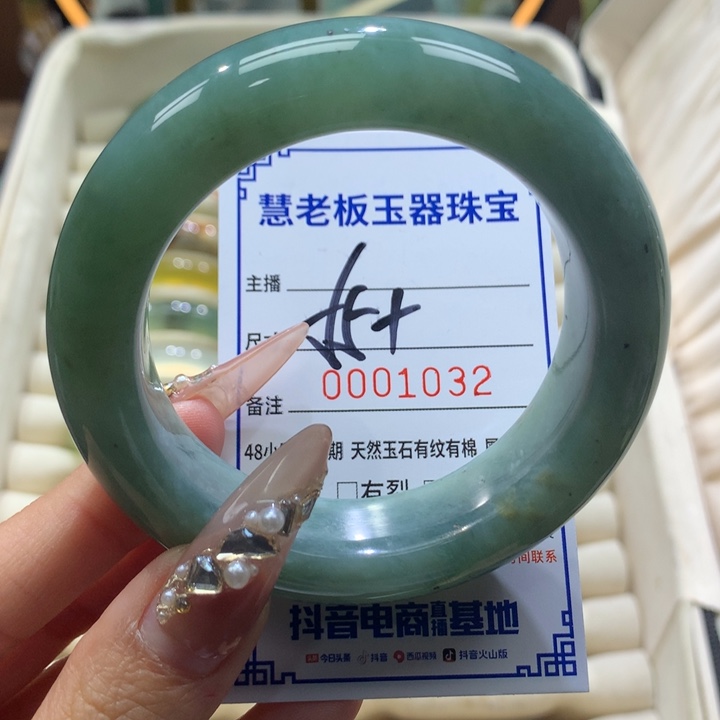 慧老板玉器珠宝
主播
尺
0001032
备注
48小 期 天然玉石有纹有棉
□有裂
间联系
抖音电商直播基地
今日头条 抖音 西瓜视频 抖音火山版